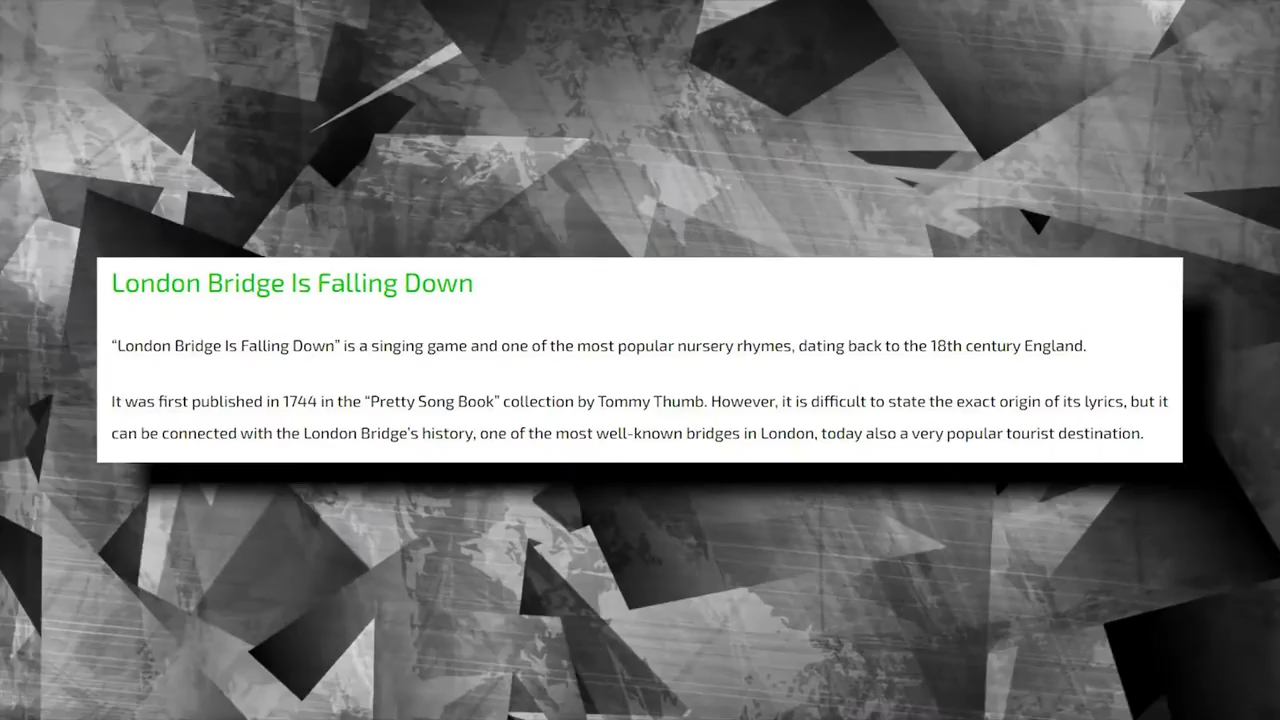 London Bridge Is Falling Down
“London Bridge Is Falling Down” is a singing game and one of the most popular nursery rhymes, dating back to the 18th century England.
It was first published in 1744 in the “Pretty Song Book” collection by Tommy Thumb. However, it is difficult to state the exact origin of its lyrics, but it
can be connected with the London Bridge’s history, one of the most well-known bridges in London, today also a very popular tourist destination.